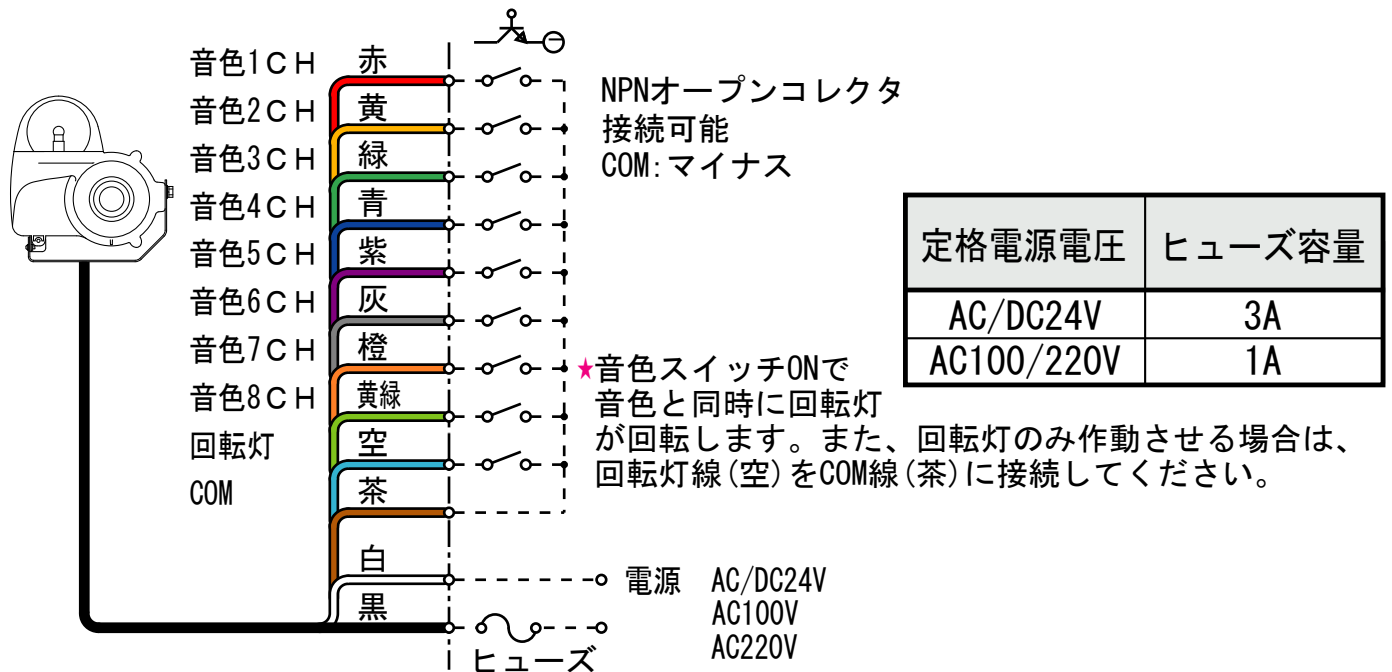 音色1CH 赤
音色2CH 黄
音色3CH 緑
音色4CH 青
音色5CH 紫
音色6CH 灰
音色7CH 橙
音色8CH 黄緑
回転灯 空
COM 茶
白
黒
ヒューズ
NPNオープンコレクタ
接続可能
COM:マイナス
定格電源電圧 ヒューズ容量
AC/DC24V 3A
AC100/220V 1A
★音色スイッチONで
音色と同時に回転灯
が回転します。また、回転灯のみ作動させる場合は、
回転灯線(空)をCOM線(茶)に接続してください。
電源 AC/DC24V
AC100V
AC220V